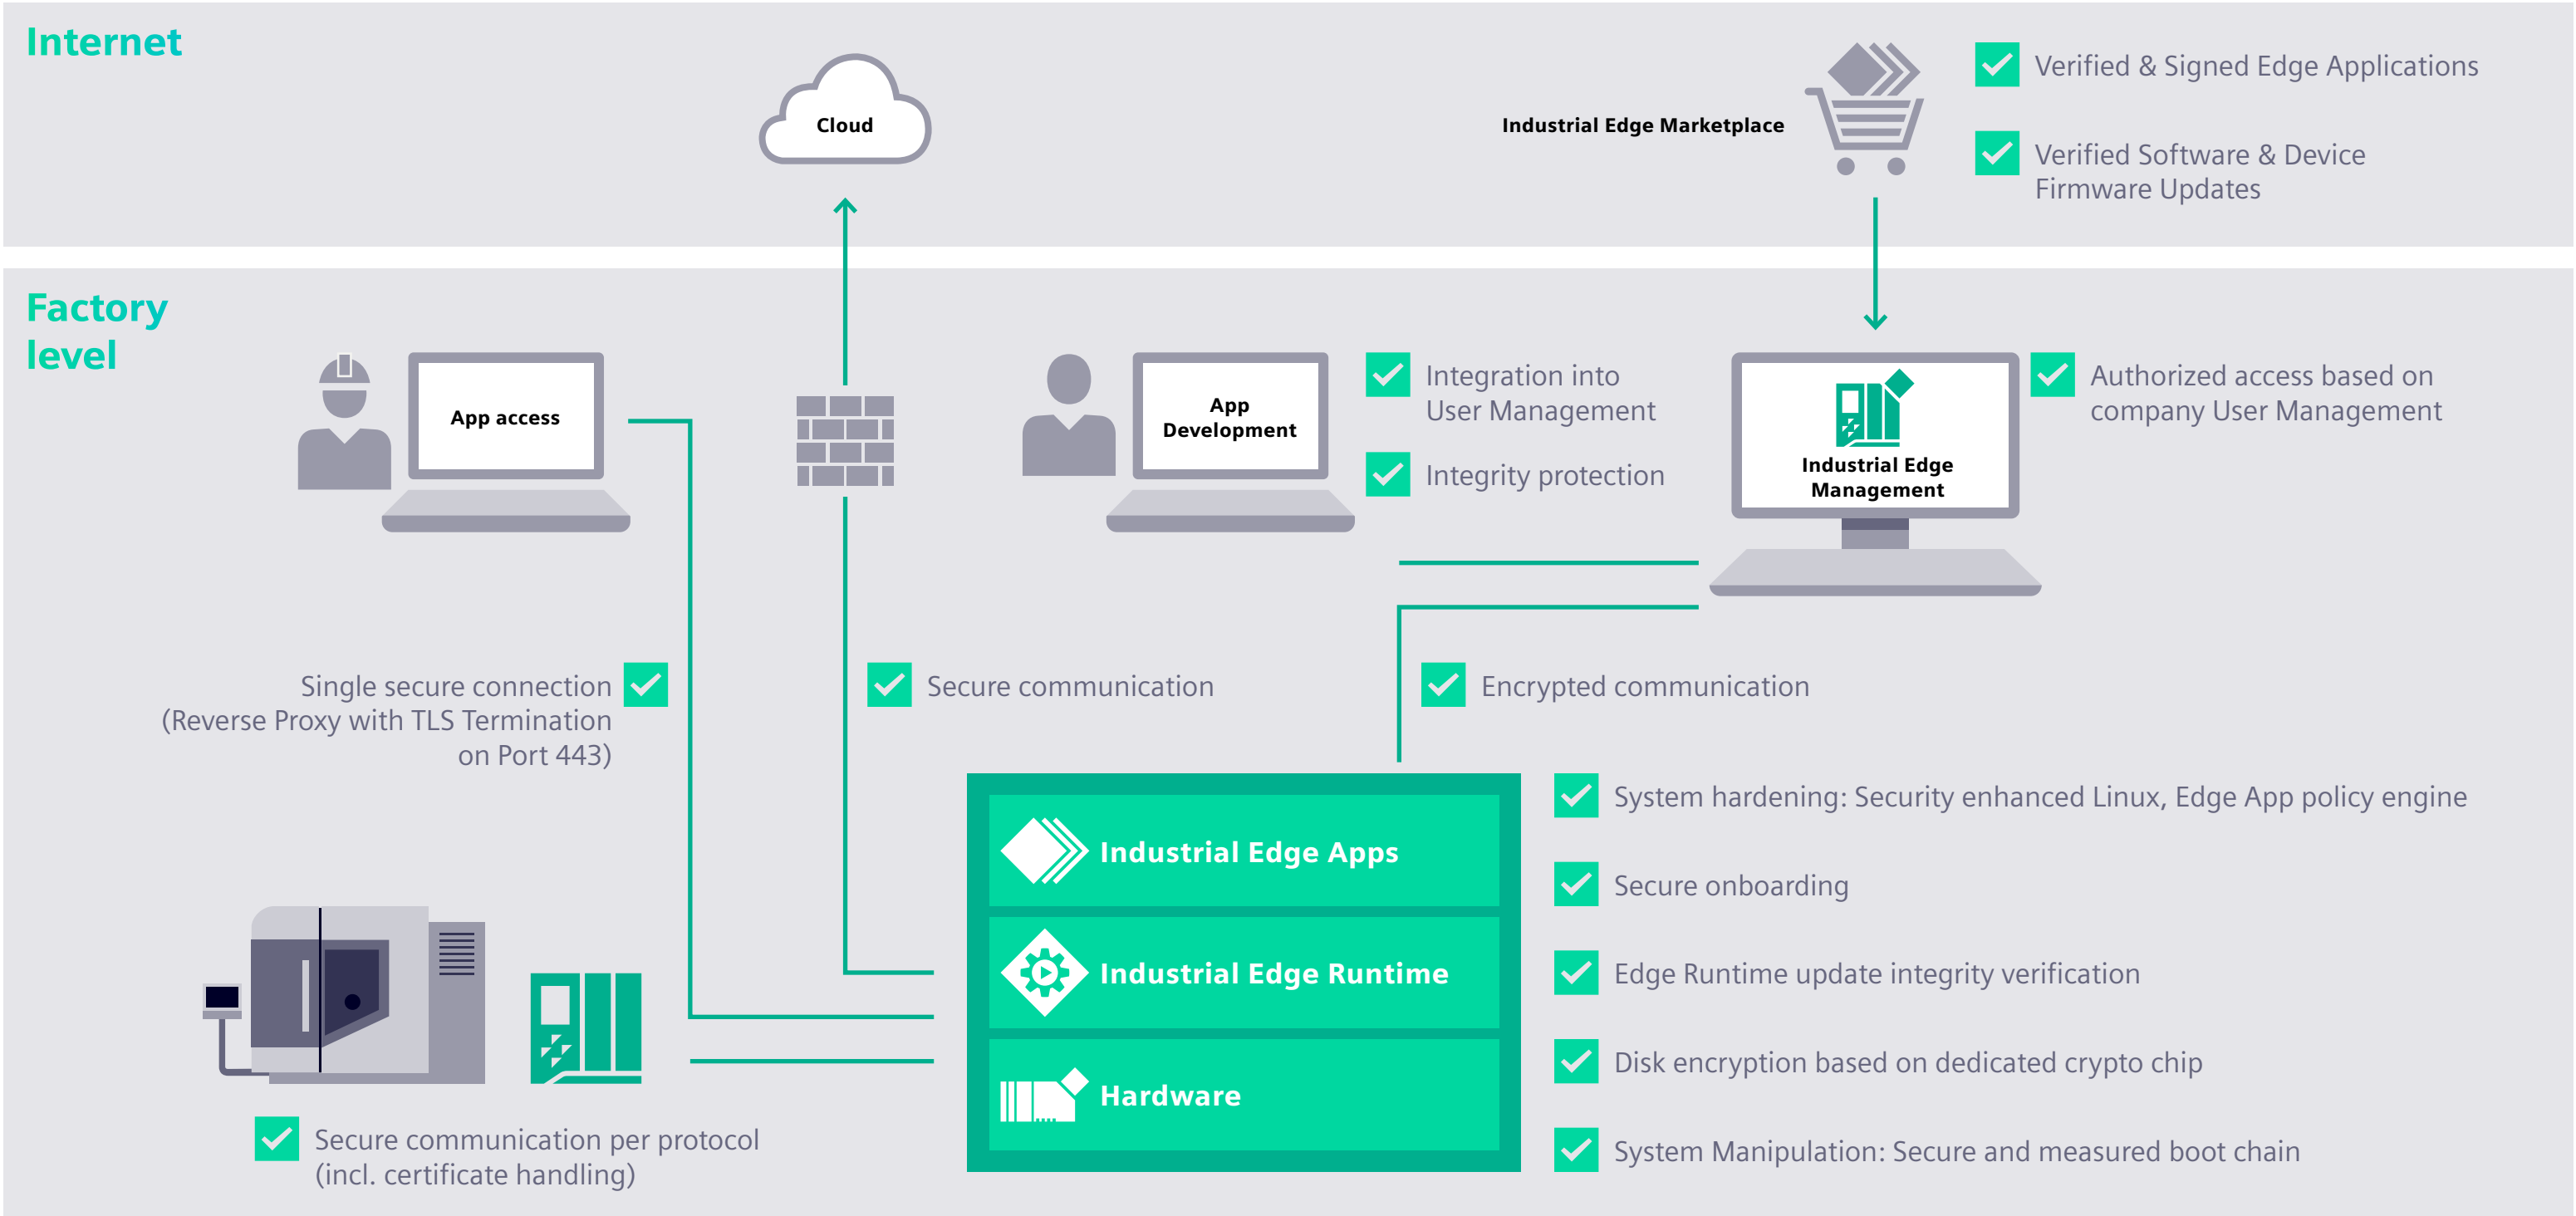 Internet
Cloud
Industrial Edge Marketplace
Verified & Signed Edge Applications
Verified Software & Device
Firmware Updates
Factory
level
App access
App
Development
Integration into
User Management
Integrity protection
Industrial Edge
Management
Authorized access based on
company User Management
Single secure connection
(Reverse Proxy with TLS Termination
on Port 443)
Secure communication
Encrypted communication
Industrial Edge Apps
Industrial Edge Runtime
Hardware
System hardening: Security enhanced Linux, Edge App policy engine
Secure onboarding
Edge Runtime update integrity verification
Disk encryption based on dedicated crypto chip
System Manipulation: Secure and measured boot chain
Secure communication per protocol
(incl. certificate handling)